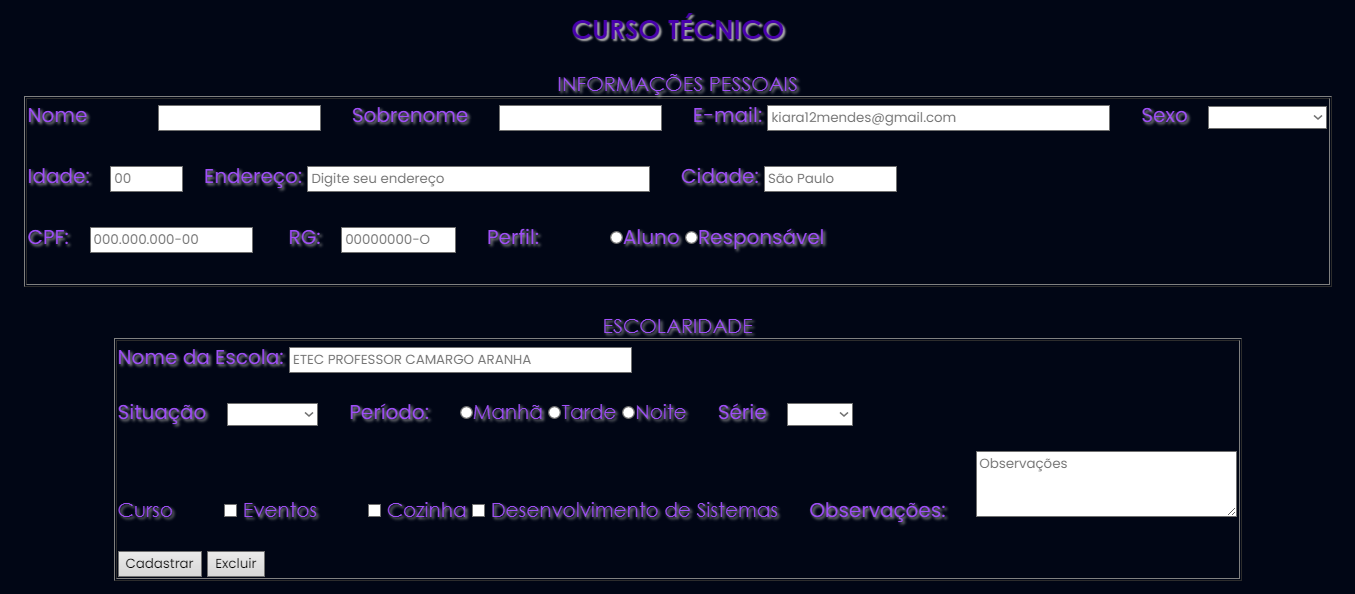 CURSO TÉCNICO
INFORMAÇÕES PESSOAIS
Nome Sobrenome E-mail: kiara12mendes@gmail.com Sexo
Idade: 00 Endereço: Digite seu endereço Cidade: São Paulo
CPF: 000.000.000-00 RG: 00000000-O Perfil: Aluno Responsável
ESCOLARIDADE
Nome da Escola: ETEC PROFESSOR CAMARGO ARANHA
Situação Período: Manhã Tarde Noite Série
Observações
Curso Eventos Cozinha Desenvolvimento de Sistemas Observações:
Cadastrar Excluir